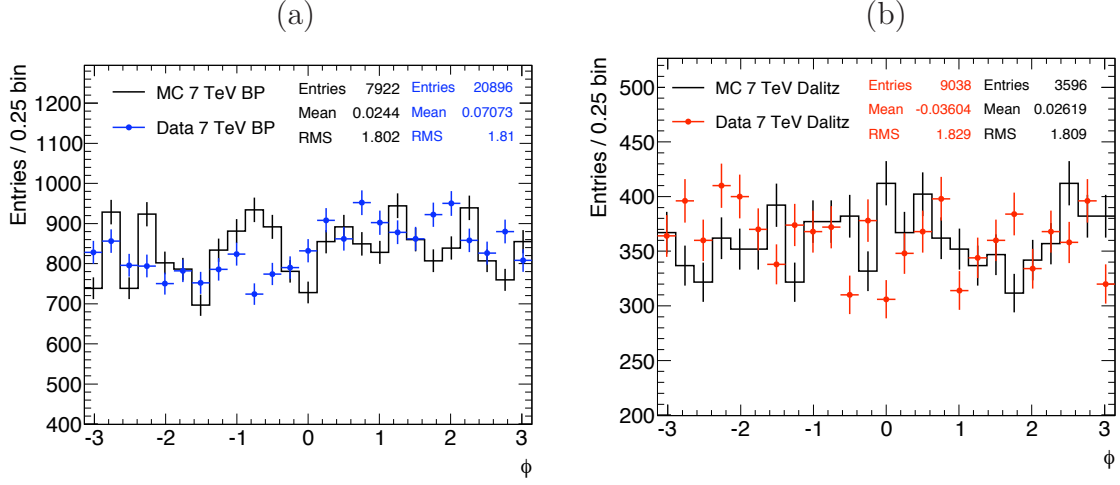 (a)
(b)
MC 7 TeV BP
Data 7 TeV BP
Entries 7922 Entries 20896
Mean 0.0244 Mean 0.07073
RMS 1.802 RMS 1.81
Entries / 0.25 bin
1200
1100
1000
900
800
700
600
500
400
-3 -2 -1 0 1 2 3
ϕ
MC 7 TeV Dalitz
Data 7 TeV Dalitz
Entries 9038 Entries 3596
Mean -0.03604 Mean 0.02619
RMS 1.829 RMS 1.809
Entries / 0.25 bin
500
450
400
350
300
250
200
-3 -2 -1 0 1 2 3
ϕ